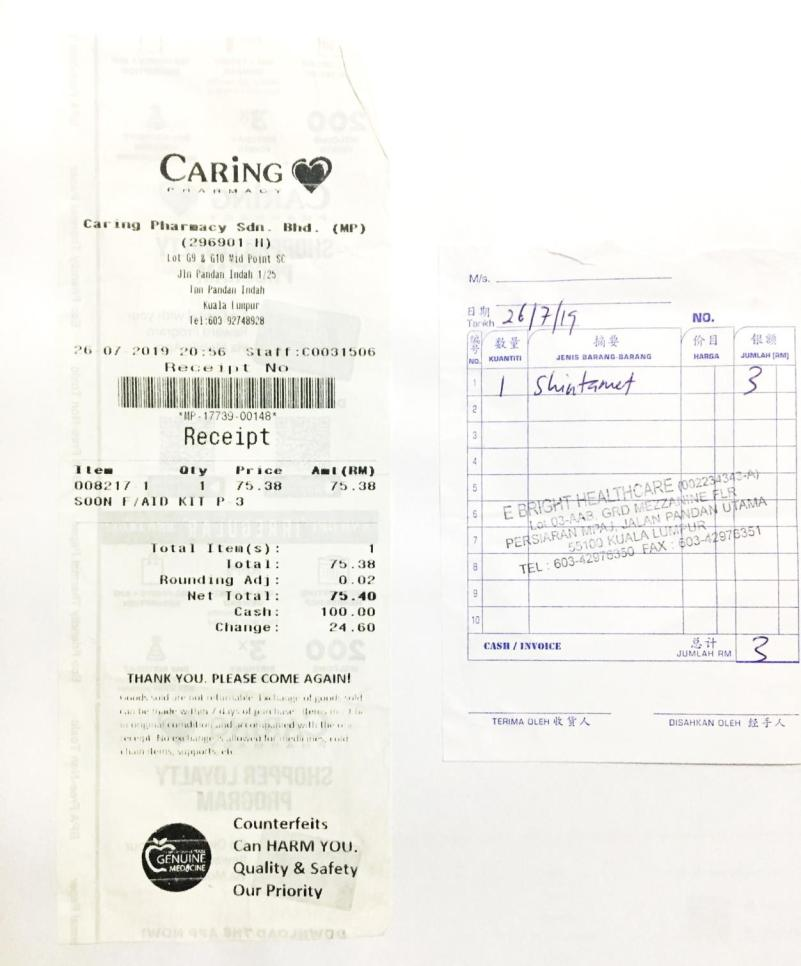 CARiNG
PHARMACY
Caring Pharmacy Sdn. Bhd. (MP)
(296901-H)
Lot G9 & G10 Mid Point SC
Jln Pandan Indah 1/25
Tmn Pandan Indah
Kuala Lumpur
Tel:603 92748928
26-07-2019 20:56 Staff:C0031506
Receipt No
*MP-17739-00148*
Receipt
Item Qty Price Amt(RM)
008217-1 1 75.38 75.38
SOON F/AID KIT P-3
Total Item(s): 1
Total: 75.38
Rounding Adj: 0.02
Net Total: 75.40
Cash: 100.00
Change: 24.60
THANK YOU. PLEASE COME AGAIN!
Goods sold are not returnable. Exchange of goods sold
can be made within 7 days of purchase. Items must be
in original condition and accompanied with the
receipt. No exchange is allowed for medicines, cold
chain items, supports, etc
GENUINE
MEDICINE
Counterfeits
Can HARM YOU.
Quality & Safety
Our Priority
M/s.
日期
Tarikh 26/7/19
NO.
编号 数量 摘要 价目 银额
NO. KUANTITI JENIS BARANG-BARANG HARGA JUMLAH (RM)
1 1 Shintamet 3
2
3
4
5
6
7
8
9
10
E BRIGHT HEALTHCARE (002234343-A)
Lot 03-AAB, GRD MEZZANINE FLR
PERSIARAN MPAJ, JALAN PANDAN UTAMA
55100 KUALA LUMPUR
TEL : 603-42976350 FAX : 603-42976351
CASH / INVOICE
总计
JUMLAH RM 3
TERIMA OLEH 收货人
DISAHKAN OLEH 经手人